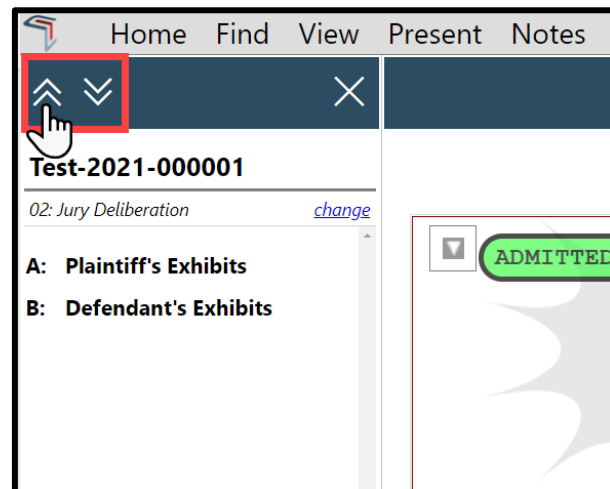 Home Find View Present Notes
Test-2021-000001
02: Jury Deliberation change
A: Plaintiff's Exhibits
B: Defendant's Exhibits
ADMITTED